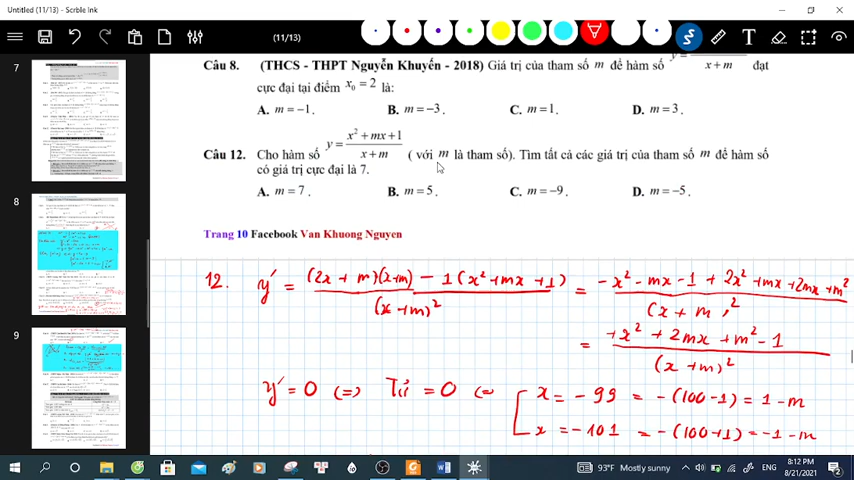 Untitled (11/13) - Scrble Ink
(11/13)
7
8
9
Câu 8. (THCS - THPT Nguyễn Khuyến - 2018) Giá trị của tham số m để hàm số y = x + m đạt
cực đại tại điểm x₀ = 2 là:
A. m = −1. B. m = −3. C. m = 1. D. m = 3.
Câu 12. Cho hàm số y = (x² + mx + 1)/(x + m) ( với m là tham số). Tìm tất cả các giá trị của tham số m để hàm số
có giá trị cực đại là 7.
A. m = 7. B. m = 5. C. m = −9. D. m = −5.
Trang 10 Facebook Van Khuong Nguyen
12. y' = ((2x + m)(x+m) − 1(x² + mx + 1))/(x + m)² = (−x² − mx − 1 + 2x² + mx + 2mx + m²)/(x + m)²
= (+x² + 2mx + m² − 1)/(x + m)²
y' = 0 (=> Tử = 0 <=> [ x = −99 = −(100 −1) = 1 − m
x = −101 = −(100+1) = −1 − m
93°F Mostly sunny
8:12 PM
8/21/2021